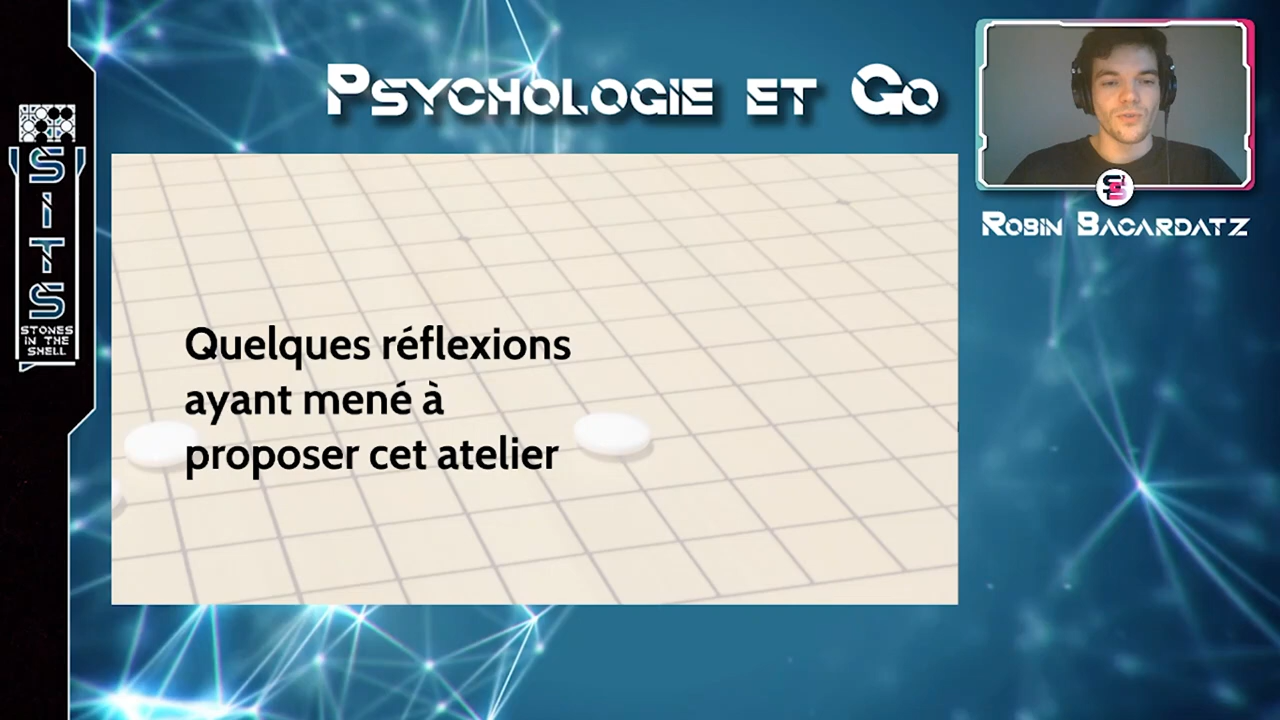 Psychologie et Go
SiTS
STONES
IN THE
SHELL
Robin Bacardatz
Quelques réflexions
ayant mené à
proposer cet atelier